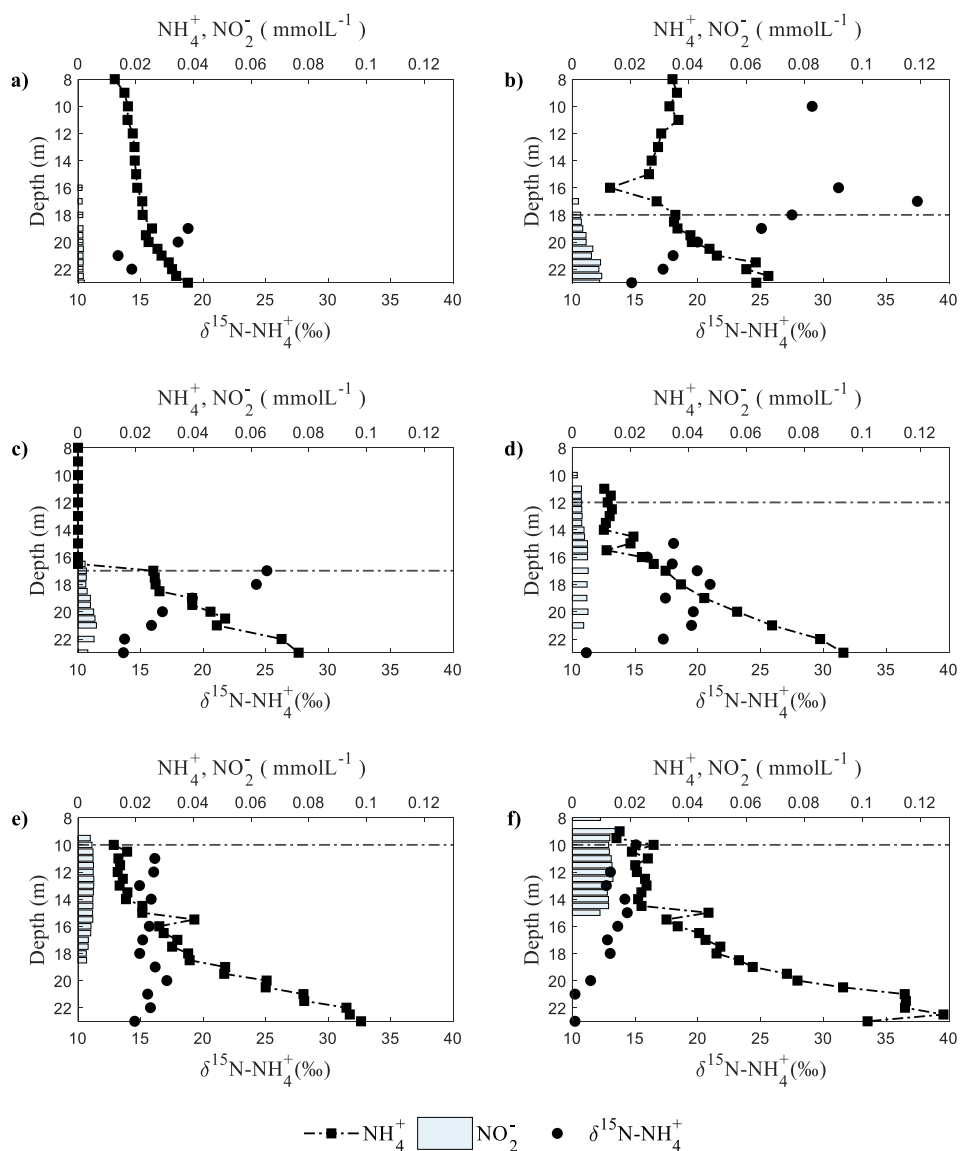 NH₄⁺, NO₂⁻ ( mmolL⁻¹ )
0 0.02 0.04 0.06 0.08 0.1 0.12
a)
8
10
12
14
16
18
20
22
Depth (m)
10 15 20 25 30 35 40
δ¹⁵N-NH₄⁺(‰)
NH₄⁺, NO₂⁻ ( mmolL⁻¹ )
0 0.02 0.04 0.06 0.08 0.1 0.12
b)
8
10
12
14
16
18
20
22
Depth (m)
10 15 20 25 30 35 40
δ¹⁵N-NH₄⁺(‰)
NH₄⁺, NO₂⁻ ( mmolL⁻¹ )
0 0.02 0.04 0.06 0.08 0.1 0.12
c)
8
10
12
14
16
18
20
22
Depth (m)
10 15 20 25 30 35 40
δ¹⁵N-NH₄⁺(‰)
NH₄⁺, NO₂⁻ ( mmolL⁻¹ )
0 0.02 0.04 0.06 0.08 0.1 0.12
d)
8
10
12
14
16
18
20
22
Depth (m)
10 15 20 25 30 35 40
δ¹⁵N-NH₄⁺(‰)
NH₄⁺, NO₂⁻ ( mmolL⁻¹ )
0 0.02 0.04 0.06 0.08 0.1 0.12
e)
8
10
12
14
16
18
20
22
Depth (m)
10 15 20 25 30 35 40
δ¹⁵N-NH₄⁺(‰)
NH₄⁺, NO₂⁻ ( mmolL⁻¹ )
0 0.02 0.04 0.06 0.08 0.1 0.12
f)
8
10
12
14
16
18
20
22
Depth (m)
10 15 20 25 30 35 40
δ¹⁵N-NH₄⁺(‰)
NH₄⁺ NO₂⁻ δ¹⁵N-NH₄⁺